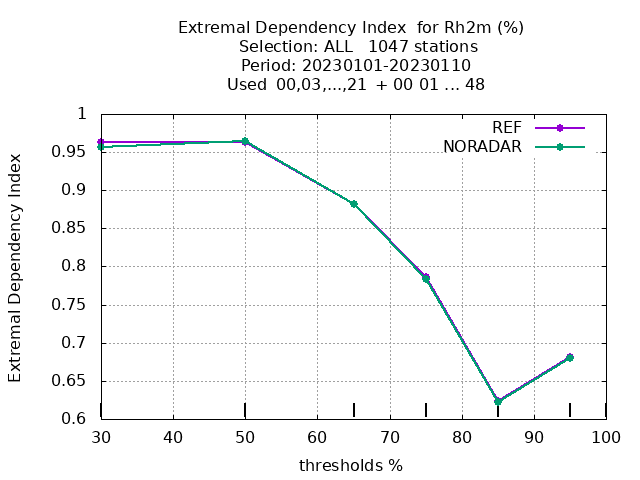 Extremal Dependency Index  for Rh2m (%)
Selection: ALL   1047 stations
Period: 20230101-20230110
Used  00,03,...,21  + 00 01 ... 48
REF
NORADAR
Extremal Dependency Index
1
0.95
0.9
0.85
0.8
0.75
0.7
0.65
0.6
30 40 50 60 70 80 90 100
thresholds %